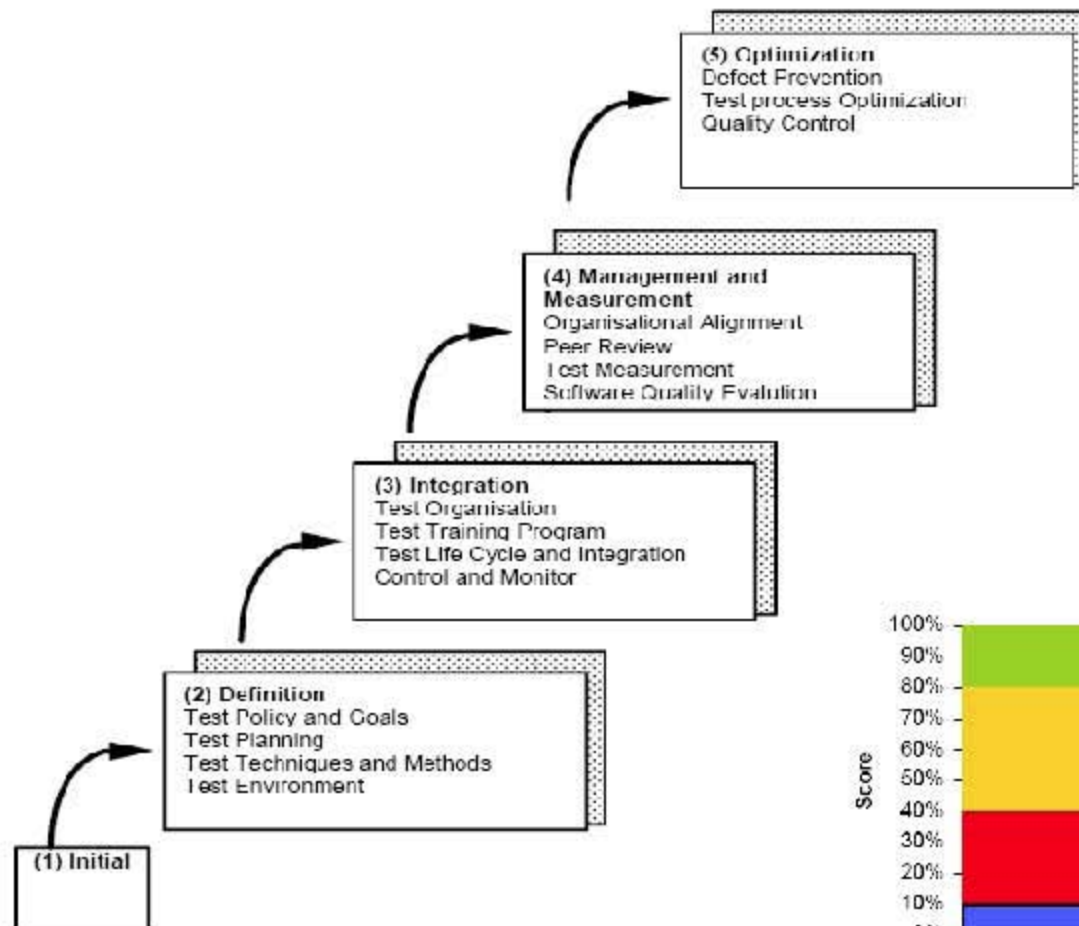 (5) Optimization
Defect Prevention
Test process Optimization
Quality Control
(4) Management and
Measurement
Organisational Alignment
Peer Review
Test Measurement
Software Quality Evalution
(3) Integration
Test Organisation
Test Training Program
Test Life Cycle and Integration
Control and Monitor
(2) Definition
Test Policy and Goals
Test Planning
Test Techniques and Methods
Test Environment
(1) Initial
Score
100%
90%
80%
70%
60%
50%
40%
30%
20%
10%